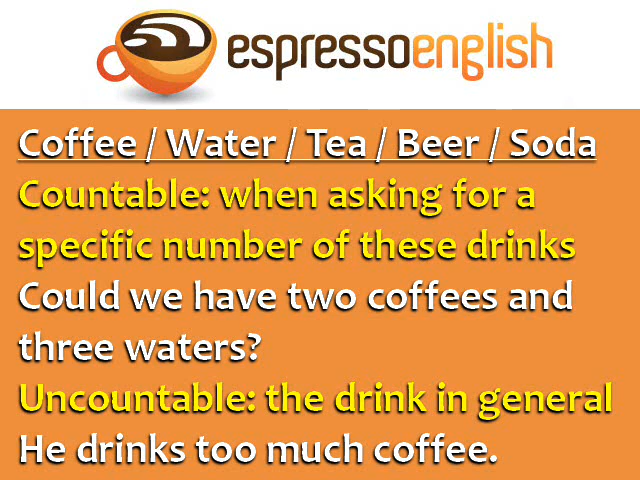 espressoenglish
Coffee / Water / Tea / Beer / Soda
Countable: when asking for a
specific number of these drinks
Could we have two coffees and
three waters?
Uncountable: the drink in general
He drinks too much coffee.